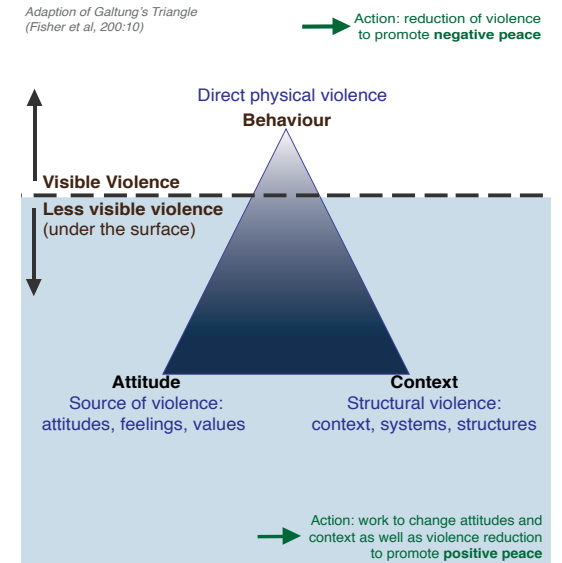 Adaption of Galtung's Triangle
(Fisher et al, 200:10)
Action: reduction of violence
to promote negative peace
Direct physical violence
Behaviour
Visible Violence
Less visible violence
(under the surface)
Attitude
Source of violence:
attitudes, feelings, values
Context
Structural violence:
context, systems, structures
Action: work to change attitudes and
context as well as violence reduction
to promote positive peace